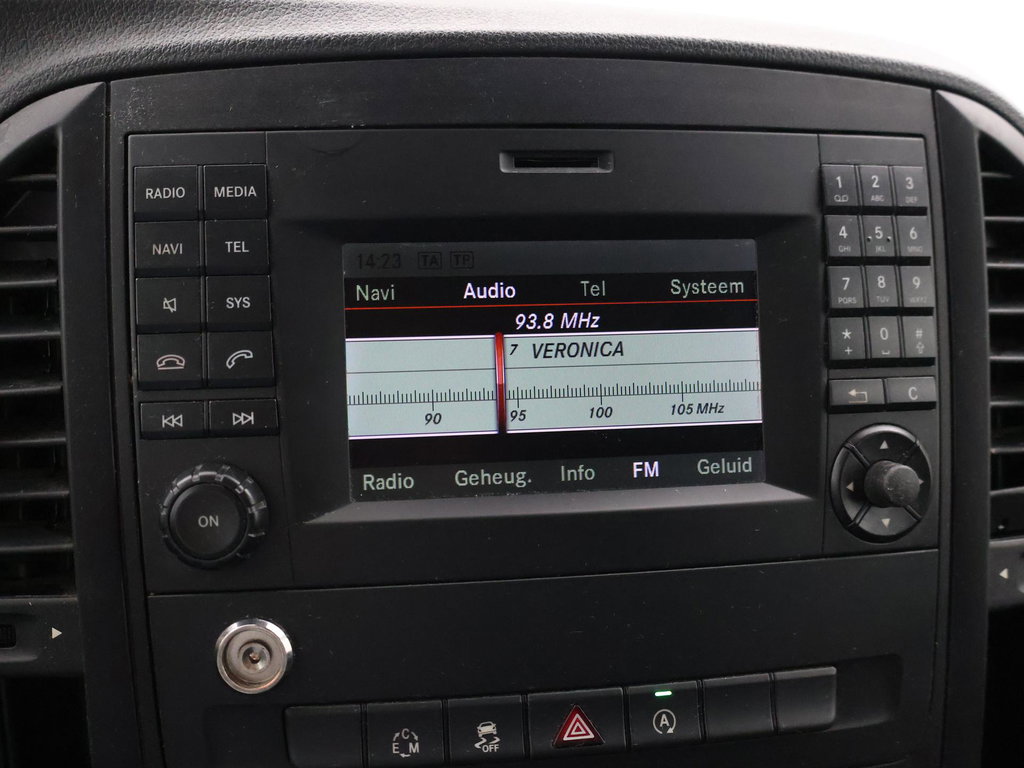 RADIO MEDIA
NAVI TEL
SYS
ON
14:23 TA TP
Navi Audio Tel Systeem
93.8 MHz
7 VERONICA
90 95 100 105 MHz
Radio Geheug. Info FM Geluid
1 2 3
ABC DEF
4 5 6
GHI JKL MNO
7 8 9
PQRS TUV WXYZ
* 0 #
+
C
C
E M
OFF
A